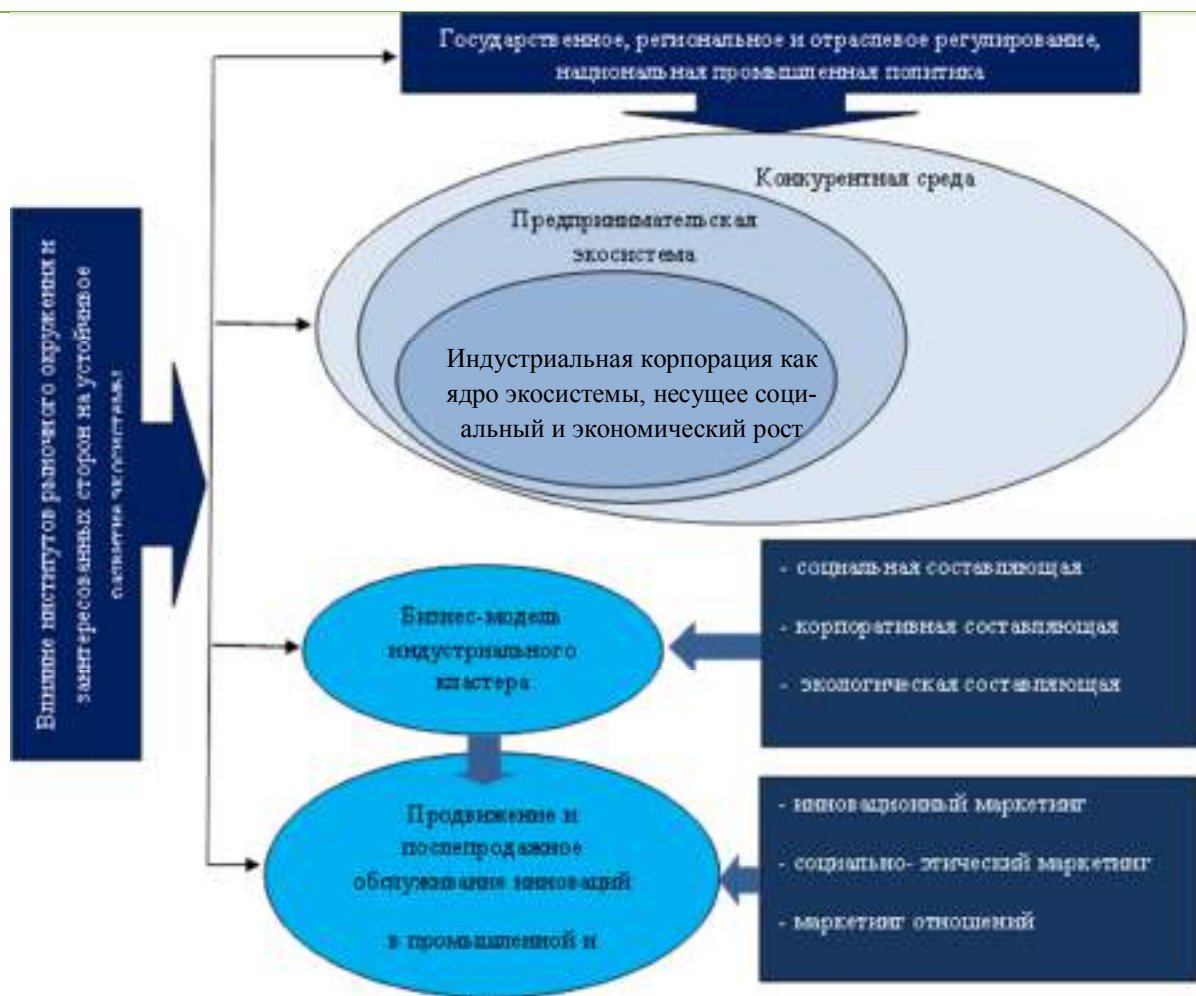 Государственное, региональное и отраслевое регулирование,
национальная промышленная политика
Конкурентная среда
Предпринимательская
экосистема
Индустриальная корпорация как
ядро экосистемы, несущее соци-
альный и экономический рост
Влияние институтов рыночного окружения и
заинтересованных сторон на устойчивое
развитие экосистемы
Бизнес-модель
индустриального
кластера
- социальная составляющая
- корпоративная составляющая
- экологическая составляющая
Продвижение и
послепродажное
обслуживание инноваций
в промышленной и
- инновационный маркетинг
- социально- этический маркетинг
- маркетинг отношений